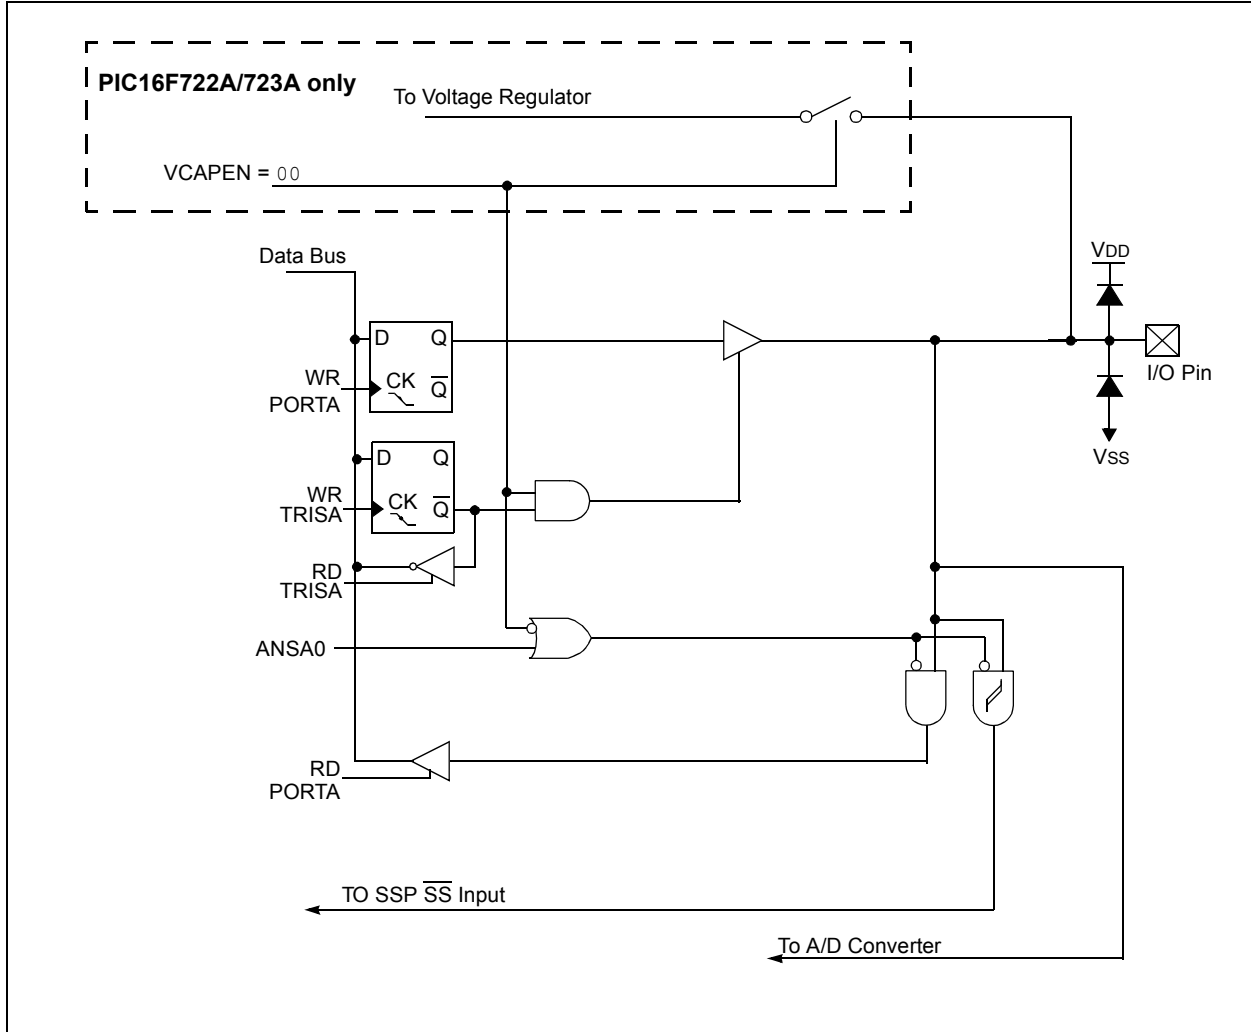 PIC16F722A/723A only
To Voltage Regulator
VCAPEN = 00
Data Bus
VDD
D Q
I/O Pin
WR
PORTA
CK Q̅
VSS
D Q
WR
TRISA
CK Q̅
RD
TRISA
ANSA0
RD
PORTA
TO SSP S̅S̅ Input
To A/D Converter